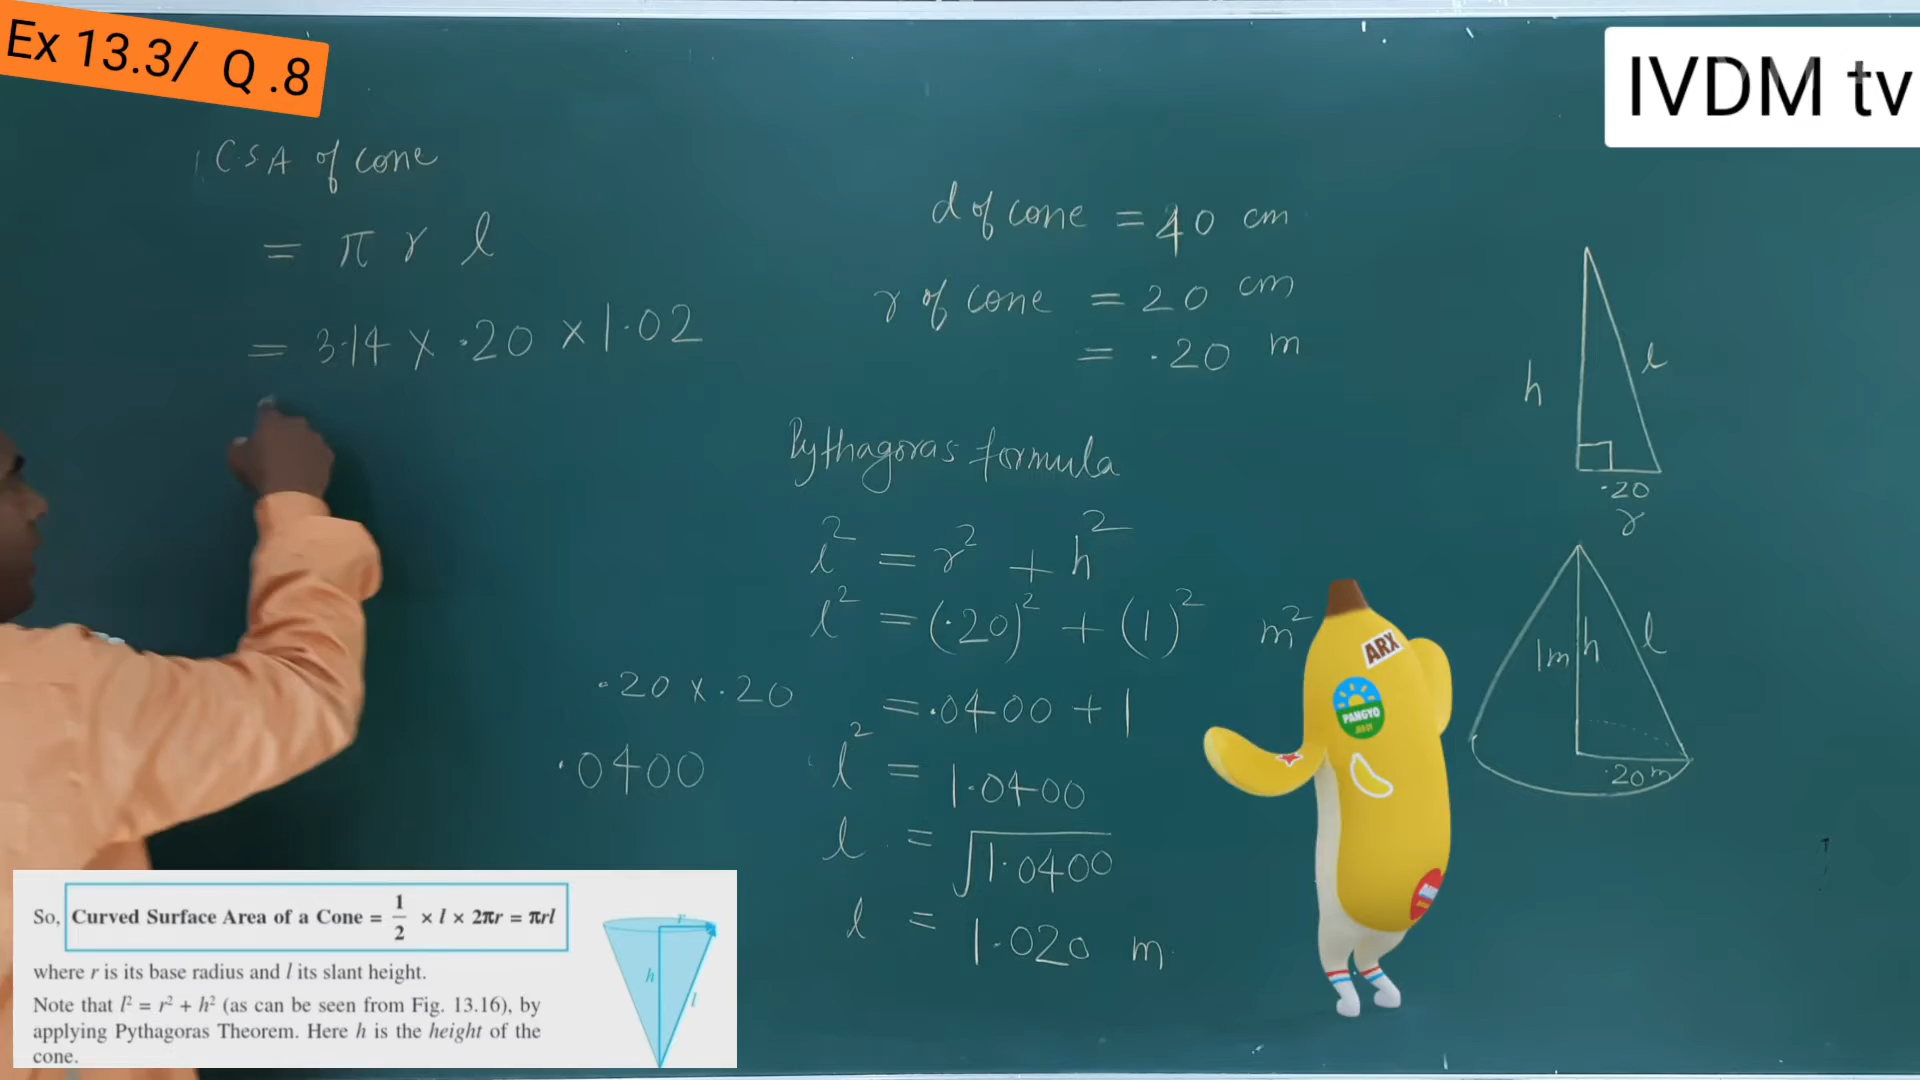 Ex 13.3/ Q .8
IVDM tv
C.S.A of cone
= π r l
= 3.14 × .20 × 1.02
d of cone = 40 cm
r of cone = 20 cm
= .20 m
Pythagoras formula
l² = r² + h²
l² = (.20)² + (1)² m²
.20 × .20
= .0400 + 1
.0400
l² = 1.0400
l = √1.0400
l = 1.020 m
h
l
.20
r
1m h
l
.20m
ARX
PANGYO
So, Curved Surface Area of a Cone = 1/2 × l × 2πr = πrl
where r is its base radius and l its slant height.
Note that l² = r² + h² (as can be seen from Fig. 13.16), by
applying Pythagoras Theorem. Here h is the height of the
cone.
r
h
l